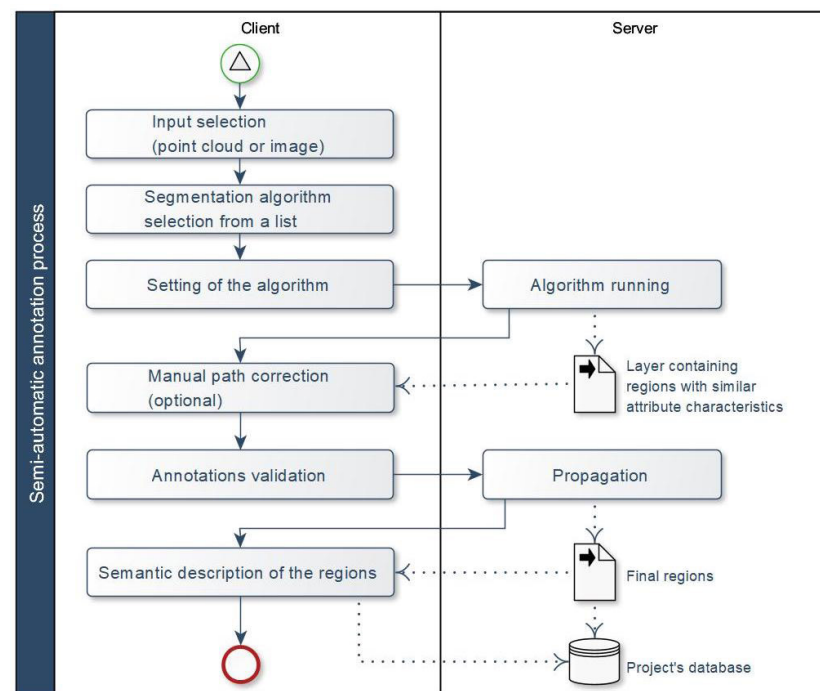 Client
Server
Semi-automatic annotation process
Input selection
(point cloud or image)
Segmentation algorithm
selection from a list
Setting of the algorithm
Algorithm running
Manual path correction
(optional)
Layer containing
regions with similar
attribute characteristics
Annotations validation
Propagation
Semantic description of the regions
Final regions
Project's database